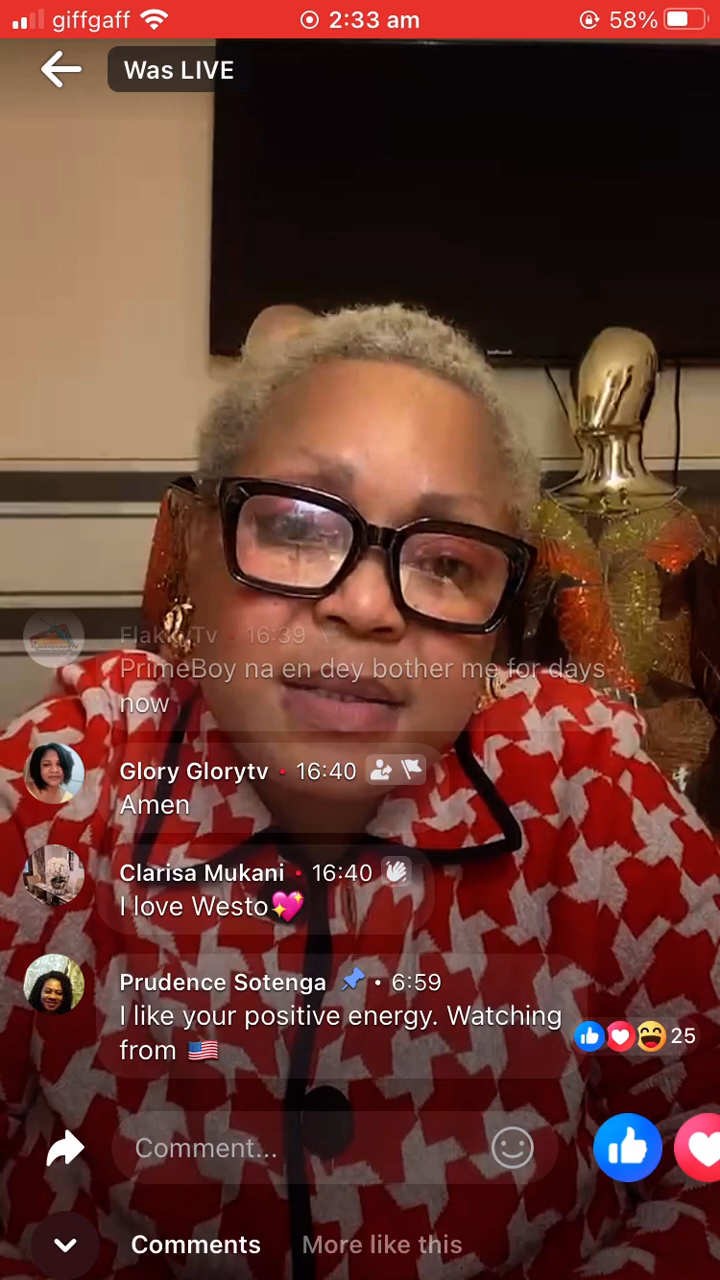 giffgaff 2:33 am 58%
Was LIVE
Flakky Tv • 16:39
PrimeBoy na en dey bother me for days
now
Glory Glorytv • 16:40
Amen
Clarisa Mukani • 16:40
I love Westo💖
Prudence Sotenga 📌 • 6:59
I like your positive energy. Watching
from 🇺🇸
25
Comment...
Comments More like this